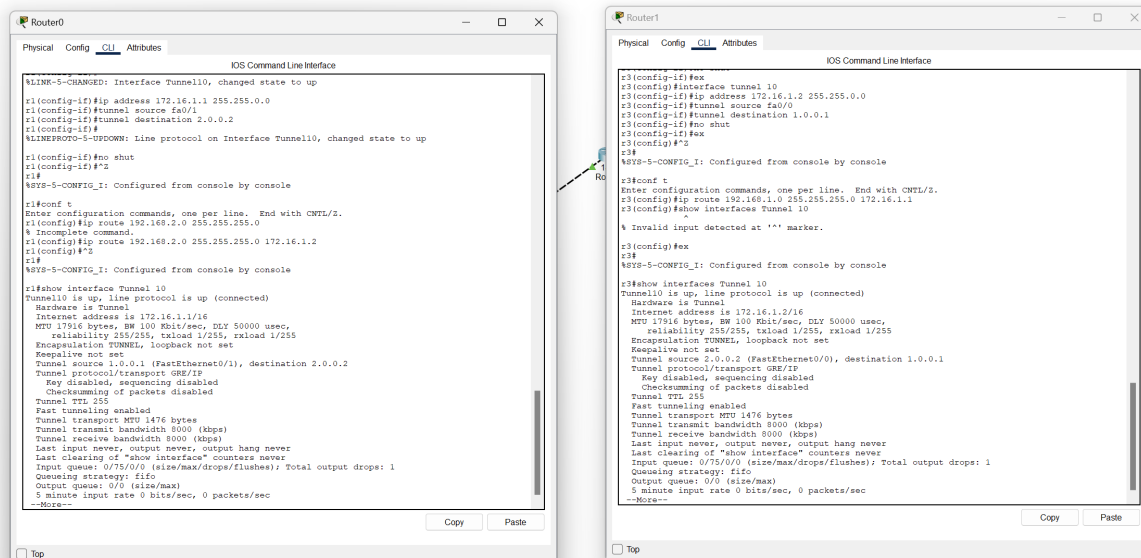 Router0
Physical Config CLI Attributes
IOS Command Line Interface
%LINK-5-CHANGED: Interface Tunnel10, changed state to up
r1(config-if)#ip address 172.16.1.1 255.255.0.0
r1(config-if)#tunnel source fa0/1
r1(config-if)#tunnel destination 2.0.0.2
r1(config-if)#
%LINEPROTO-5-UPDOWN: Line protocol on Interface Tunnel10, changed state to up
r1(config-if)#no shut
r1(config-if)#^Z
r1#
%SYS-5-CONFIG_I: Configured from console by console
r1#conf t
Enter configuration commands, one per line. End with CNTL/Z.
r1(config)#ip route 192.168.2.0 255.255.255.0
% Incomplete command.
r1(config)#ip route 192.168.2.0 255.255.255.0 172.16.1.2
r1(config)#^Z
r1#
%SYS-5-CONFIG_I: Configured from console by console
r1#show interface Tunnel 10
Tunnel10 is up, line protocol is up (connected)
Hardware is Tunnel
Internet address is 172.16.1.1/16
MTU 17916 bytes, BW 100 Kbit/sec, DLY 50000 usec,
reliability 255/255, txload 1/255, rxload 1/255
Encapsulation TUNNEL, loopback not set
Keepalive not set
Tunnel source 1.0.0.1 (FastEthernet0/1), destination 2.0.0.2
Tunnel protocol/transport GRE/IP
Key disabled, sequencing disabled
Checksumming of packets disabled
Tunnel TTL 255
Fast tunneling enabled
Tunnel transport MTU 1476 bytes
Tunnel transmit bandwidth 8000 (kbps)
Tunnel receive bandwidth 8000 (kbps)
Last input never, output never, output hang never
Last clearing of "show interface" counters never
Input queue: 0/75/0/0 (size/max/drops/flushes); Total output drops: 1
Queueing strategy: fifo
Output queue: 0/0 (size/max)
5 minute input rate 0 bits/sec, 0 packets/sec
--More--
Copy Paste
Top
Ro
Router1
Physical Config CLI Attributes
IOS Command Line Interface
r3(config-if)#ex
r3(config)#interface tunnel 10
r3(config-if)#ip address 172.16.1.2 255.255.0.0
r3(config-if)#tunnel source fa0/0
r3(config-if)#tunnel destination 1.0.0.1
r3(config-if)#no shut
r3(config-if)#ex
r3(config)#^Z
r3#
%SYS-5-CONFIG_I: Configured from console by console
r3#conf t
Enter configuration commands, one per line. End with CNTL/Z.
r3(config)#ip route 192.168.1.0 255.255.255.0 172.16.1.1
r3(config)#show interfaces Tunnel 10
^
% Invalid input detected at '^' marker.
r3(config)#ex
r3#
%SYS-5-CONFIG_I: Configured from console by console
r3#show interfaces Tunnel 10
Tunnel10 is up, line protocol is up (connected)
Hardware is Tunnel
Internet address is 172.16.1.2/16
MTU 17916 bytes, BW 100 Kbit/sec, DLY 50000 usec,
reliability 255/255, txload 1/255, rxload 1/255
Encapsulation TUNNEL, loopback not set
Keepalive not set
Tunnel source 2.0.0.2 (FastEthernet0/0), destination 1.0.0.1
Tunnel protocol/transport GRE/IP
Key disabled, sequencing disabled
Checksumming of packets disabled
Tunnel TTL 255
Fast tunneling enabled
Tunnel transport MTU 1476 bytes
Tunnel transmit bandwidth 8000 (kbps)
Tunnel receive bandwidth 8000 (kbps)
Last input never, output never, output hang never
Last clearing of "show interface" counters never
Input queue: 0/75/0/0 (size/max/drops/flushes); Total output drops: 1
Queueing strategy: fifo
Output queue: 0/0 (size/max)
5 minute input rate 0 bits/sec, 0 packets/sec
--More--
Copy Paste
Top